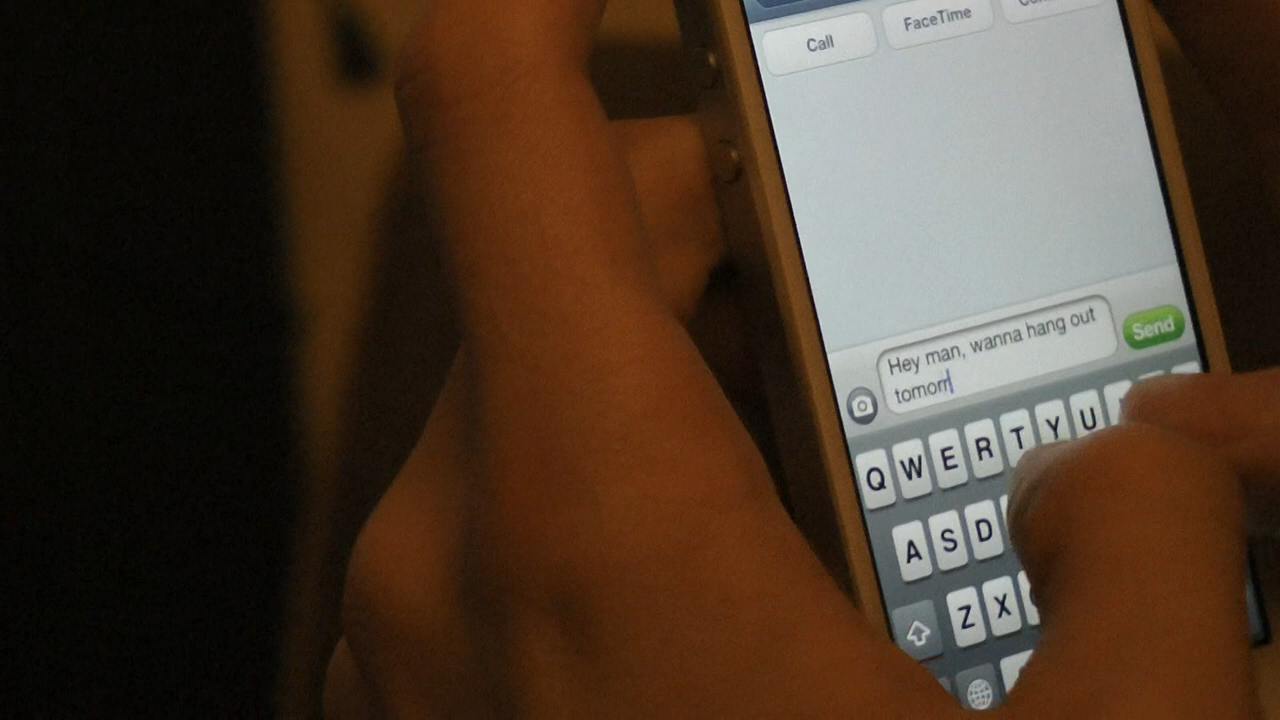 Call
FaceTime
Hey man, wanna hang out
tomorr
Send
Q W E R T Y U
A S D
Z X